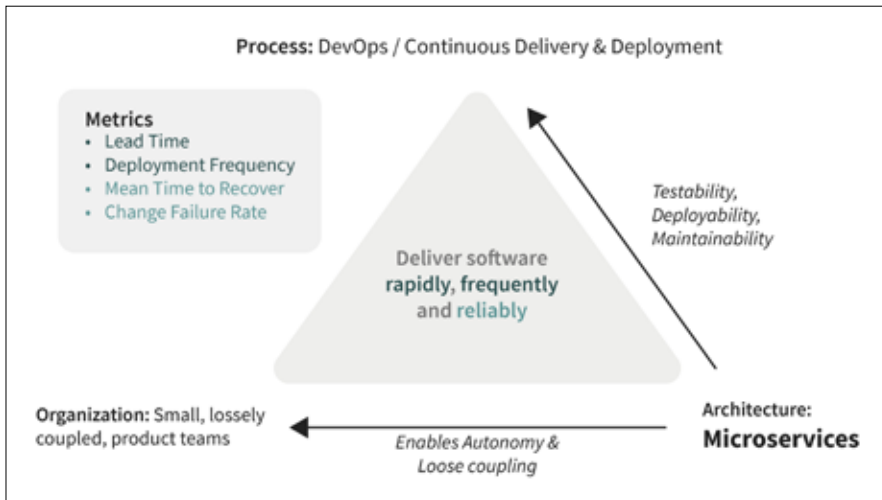 Process: DevOps / Continuous Delivery & Deployment
Metrics
• Lead Time
• Deployment Frequency
• Mean Time to Recover
• Change Failure Rate
Testability,
Deployability,
Maintainability
Deliver software
rapidly, frequently
and reliably
Organization: Small, lossely
coupled, product teams
Enables Autonomy &
Loose coupling
Architecture:
Microservices